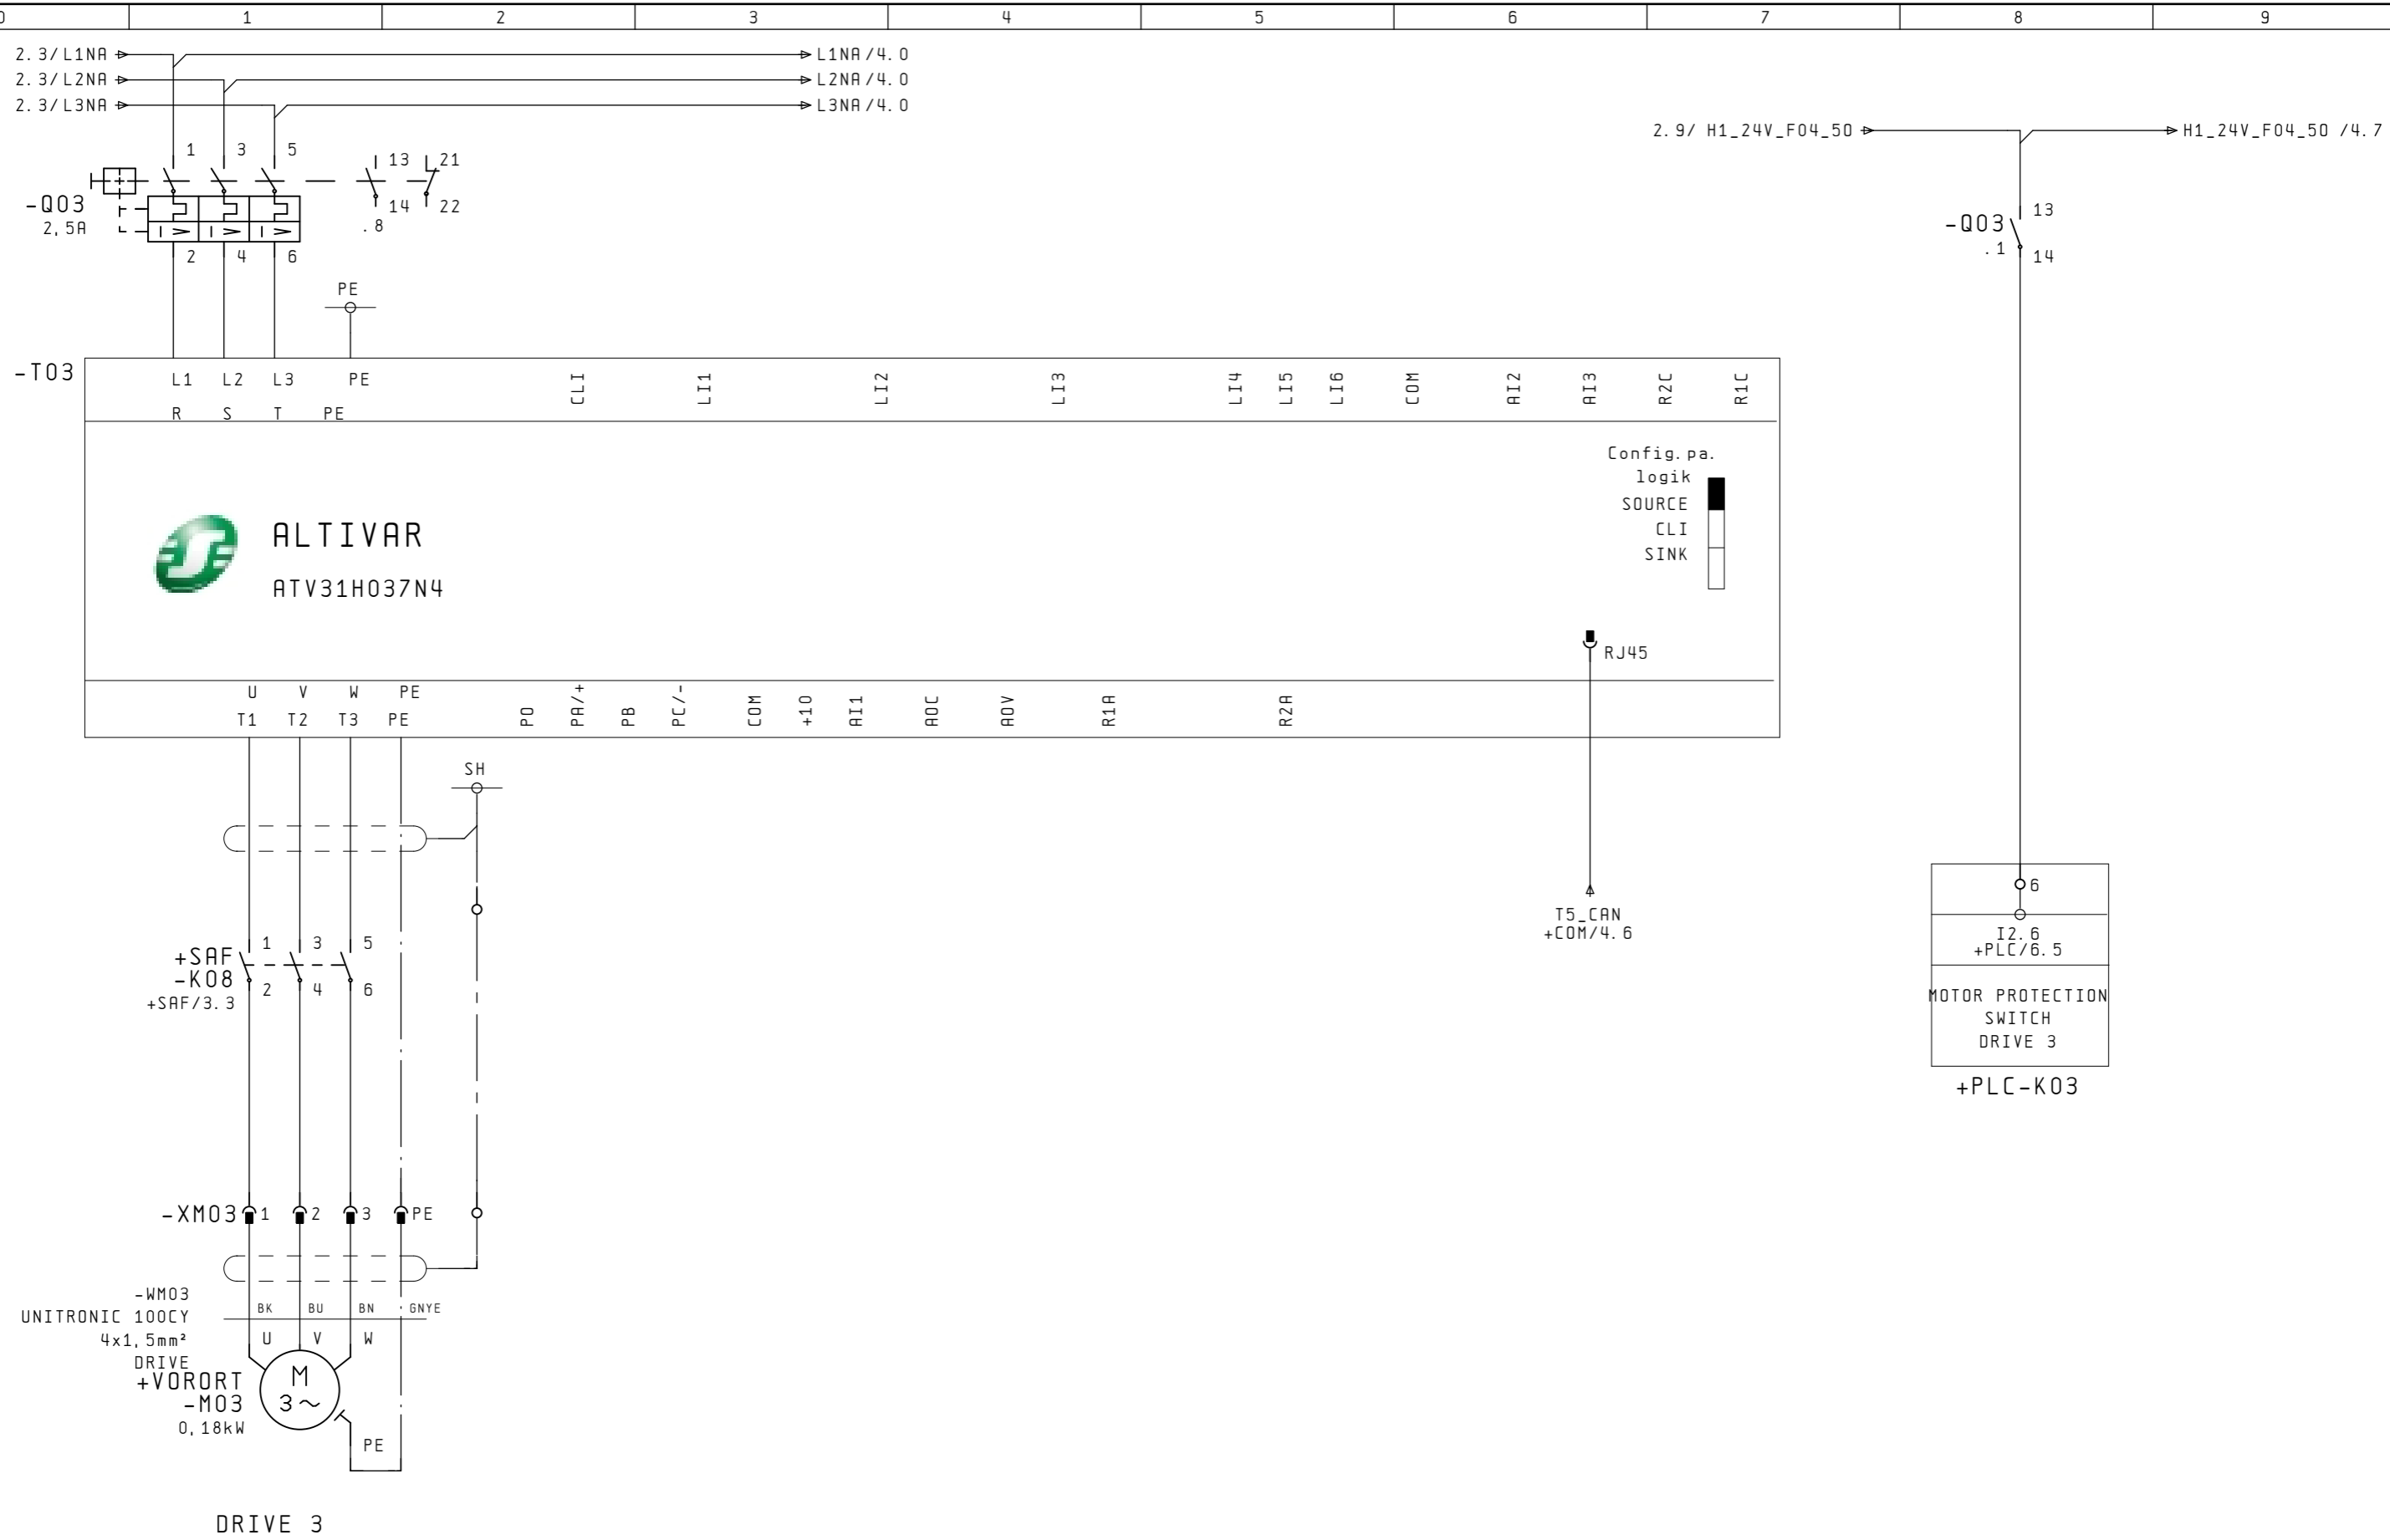 0 1 2 3 4 5 6 7 8 9
2.3/L1NA L1NA/4.0
2.3/L2NA L2NA/4.0
2.3/L3NA L3NA/4.0
2.9/ H1_24V_F04_50 H1_24V_F04_50 /4.7
1 3 5 13 21
-Q03
2,5A
14 22
.8
I > I > I >
2 4 6
13
-Q03
.1
14
PE
-T03
L1 L2 L3 PE CLI LI1 LI2 LI3 LI4 LI5 LI6 COM AI2 AI3 R2C R1C
R S T PE
Config.pa.
logik
SOURCE
CLI
SINK
ALTIVAR
ATV31H037N4
RJ45
U V W PE
T1 T2 T3 PE P0 PA/+ PB PC/- COM +10 AI1 AOC AOV R1A R2A
SH
T5_CAN
+COM/4.6
6
I2.6
+PLC/6.5
MOTOR PROTECTION
SWITCH
DRIVE 3
+PLC-K03
1 3 5
+SAF
-K08
+SAF/3.3
2 4 6
-XM03 1 2 3 PE
-WM03
UNITRONIC 100CY
4x1,5mm²
DRIVE
BK BU BN GNYE
U V W
+VORORT
-M03
0,18kW
M
3~
PE
DRIVE 3